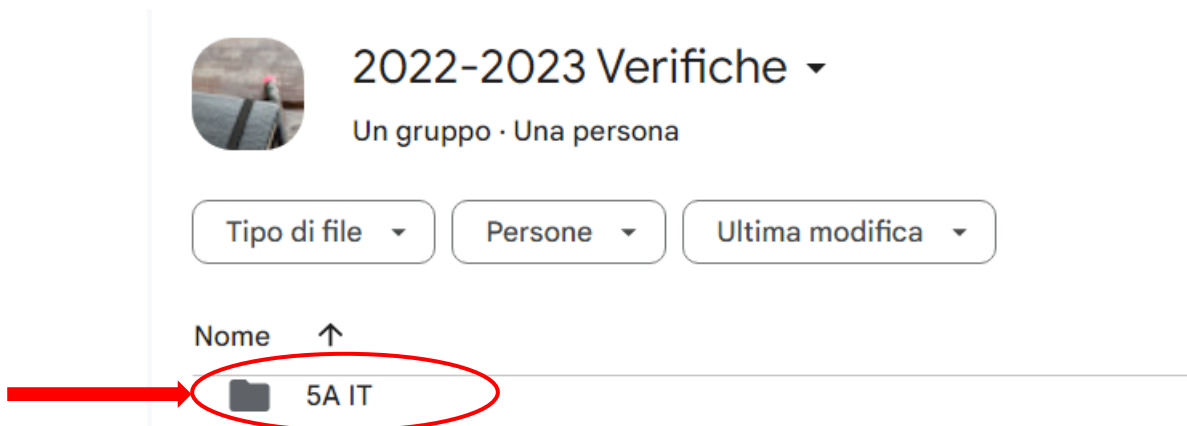 2022-2023 Verifiche
Un gruppo · Una persona
Tipo di file Persone Ultima modifica
Nome
5A IT